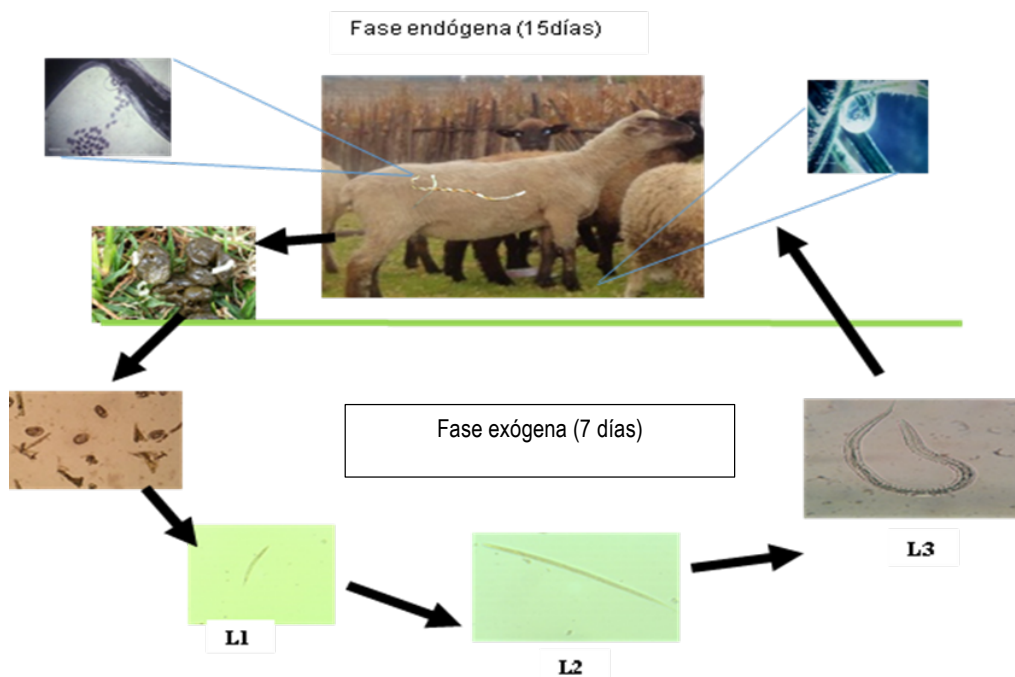 Fase endógena (15días)
Fase exógena (7 días)
L3
L1
L2